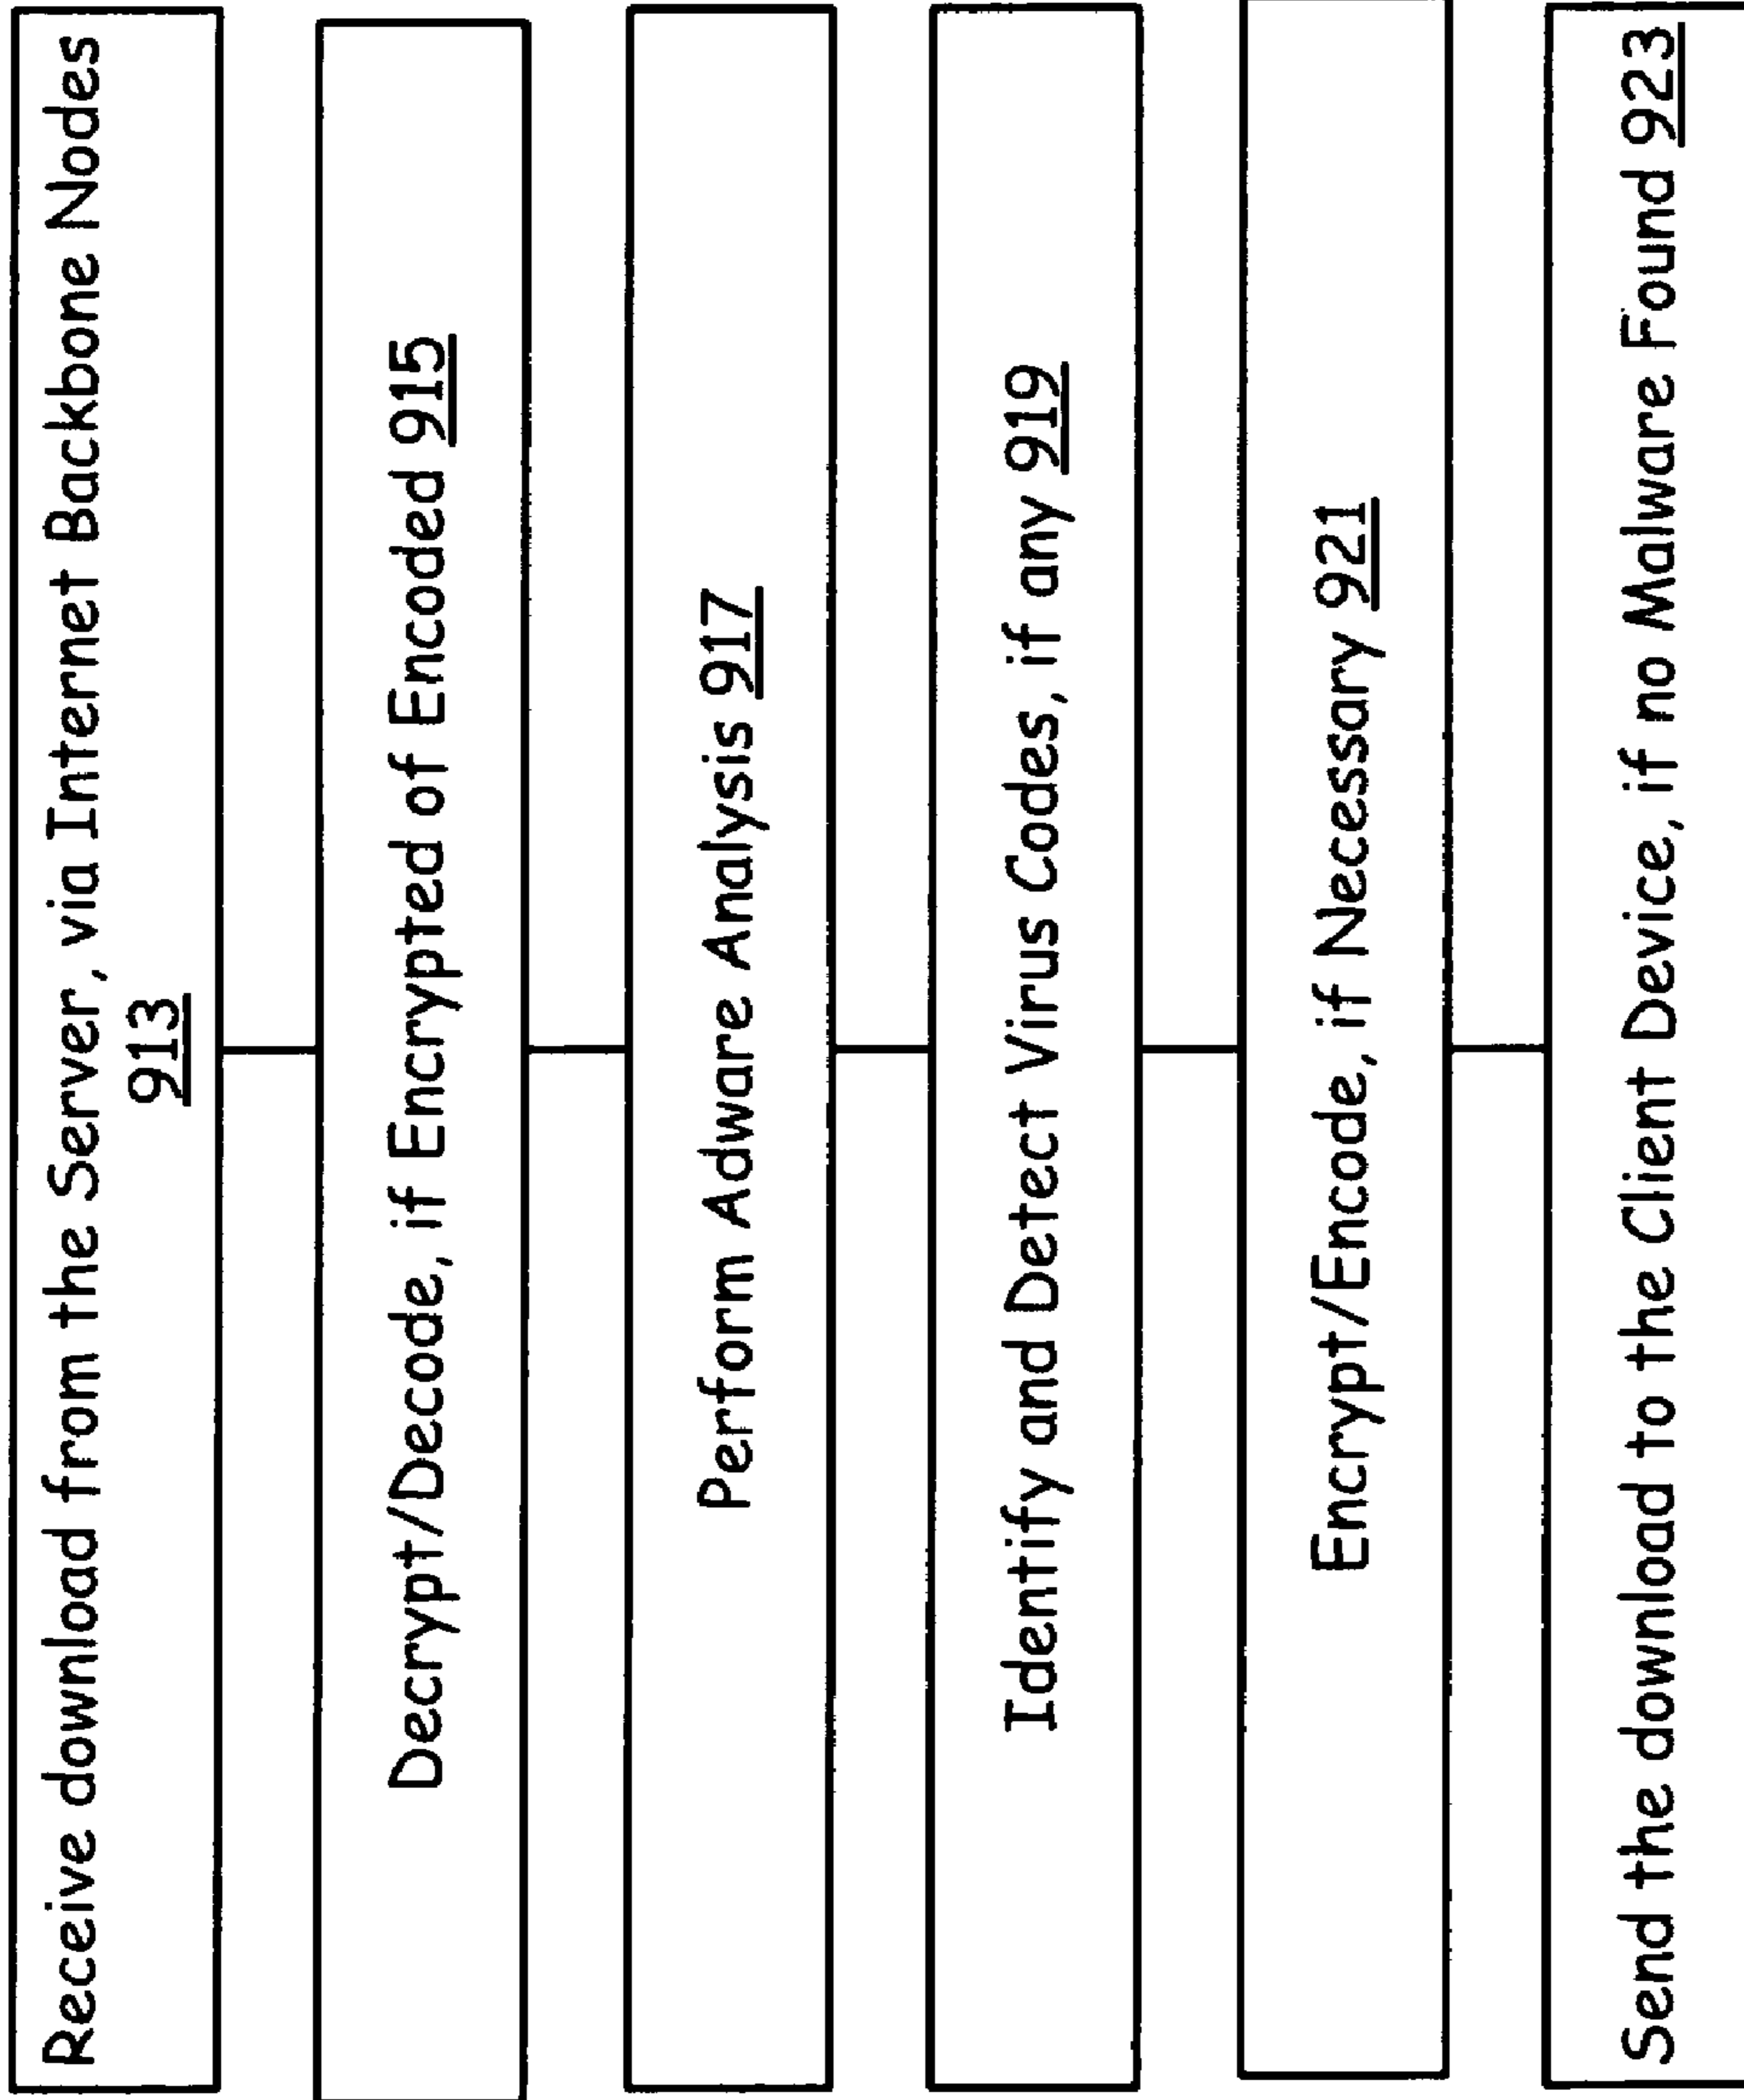 Receive download from the Server, via Internet Backbone Nodes
913
Decrypt/Decode, if Encrypted of Encoded 915
Perform Adware Analysis 917
Identify and Detect Virus Codes, if any 919
Encrypt/Encode, if Necessary 921
Send the download to the Client Device, if no Malware Found 923